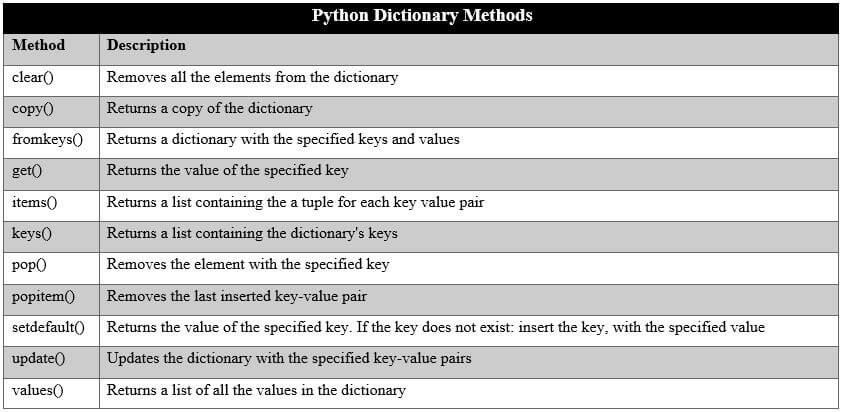 Python Dictionary Methods
Method Description
clear() Removes all the elements from the dictionary
copy() Returns a copy of the dictionary
fromkeys() Returns a dictionary with the specified keys and values
get() Returns the value of the specified key
items() Returns a list containing the a tuple for each key value pair
keys() Returns a list containing the dictionary's keys
pop() Removes the element with the specified key
popitem() Removes the last inserted key-value pair
setdefault() Returns the value of the specified key. If the key does not exist: insert the key, with the specified value
update() Updates the dictionary with the specified key-value pairs
values() Returns a list of all the values in the dictionary